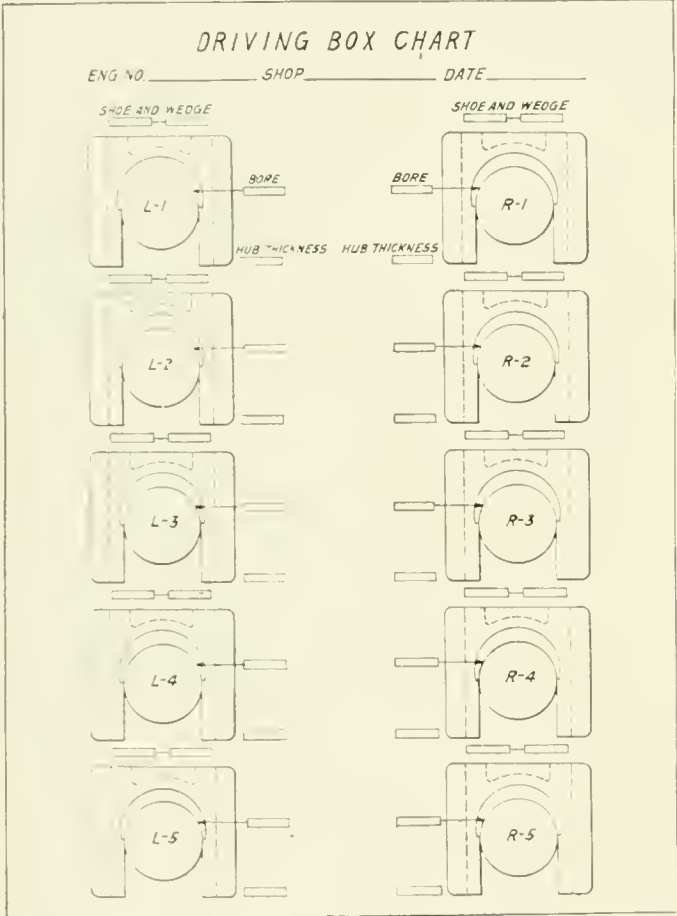 DRIVING BOX CHART
ENG NO. SHOP DATE
SHOE AND WEDGE SHOE AND WEDGE
BORE BORE
L-1 R-1
HUB THICKNESS HUB THICKNESS
L-2 R-2
L-3 R-3
L-4 R-4
L-5 R-5